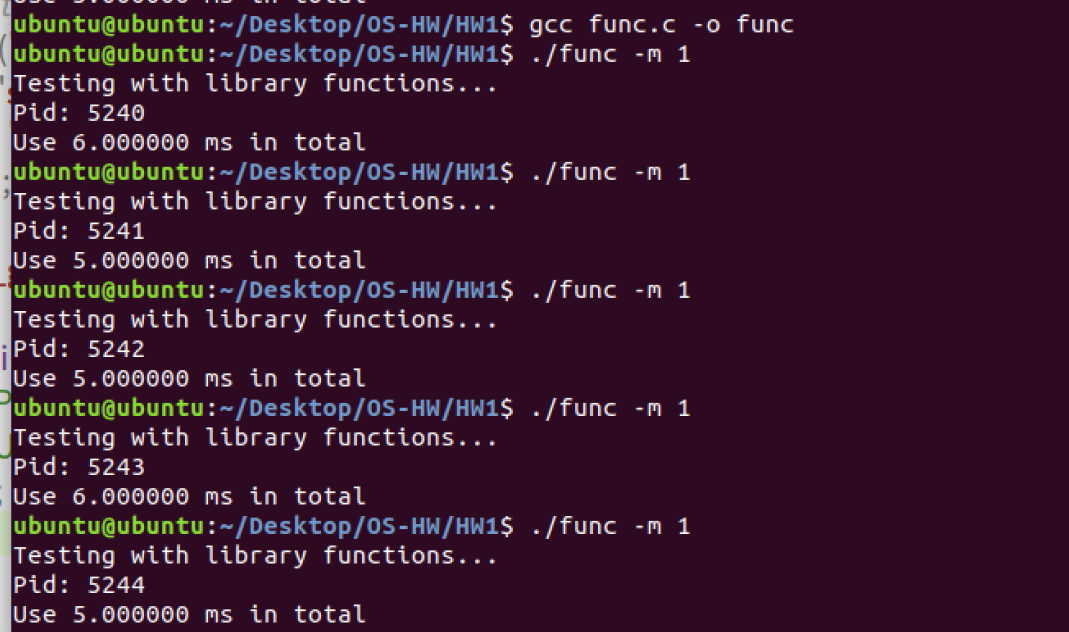 ubuntu@ubuntu:~/Desktop/OS-HW/HW1$ gcc func.c -o func
ubuntu@ubuntu:~/Desktop/OS-HW/HW1$ ./func -m 1
Testing with library functions...
Pid: 5240
Use 6.000000 ms in total
ubuntu@ubuntu:~/Desktop/OS-HW/HW1$ ./func -m 1
Testing with library functions...
Pid: 5241
Use 5.000000 ms in total
ubuntu@ubuntu:~/Desktop/OS-HW/HW1$ ./func -m 1
Testing with library functions...
Pid: 5242
Use 5.000000 ms in total
ubuntu@ubuntu:~/Desktop/OS-HW/HW1$ ./func -m 1
Testing with library functions...
Pid: 5243
Use 6.000000 ms in total
ubuntu@ubuntu:~/Desktop/OS-HW/HW1$ ./func -m 1
Testing with library functions...
Pid: 5244
Use 5.000000 ms in total